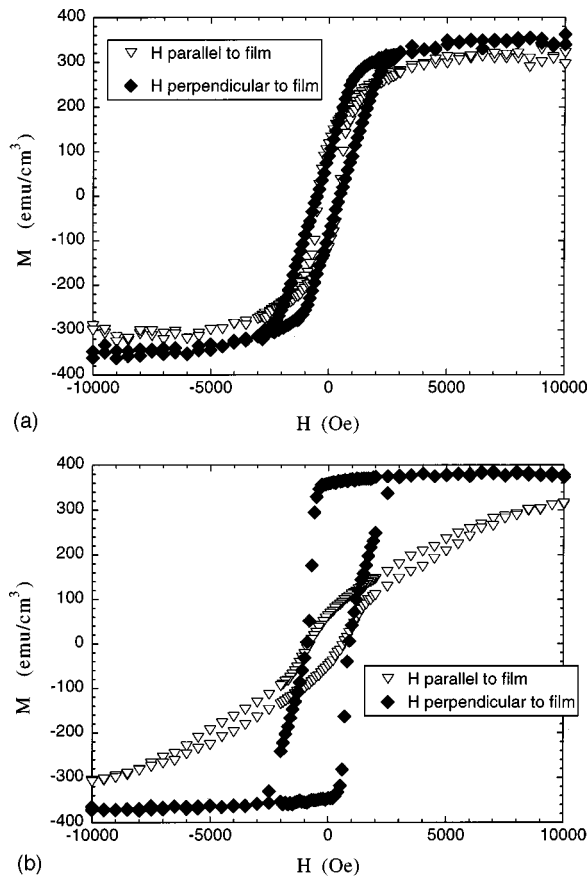 400
300
200
100
0
100
-200
-300
-400
M (emu/cm³)
H parallel to film
H perpendicular to film
-10000 -5000 0 5000 10000
(a) H (Oe)
400
300
200
100
0
-100
-200
-300
400
M (emu/cm³)
H parallel to film
H perpendicular to film
-10000 -5000 0 5000 10000
(b) H (Oe)